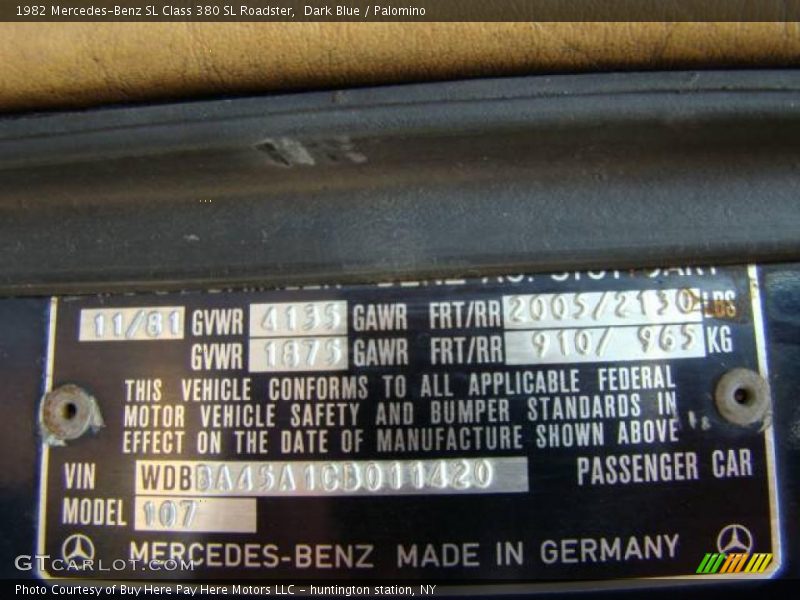 1982 Mercedes-Benz SL Class 380 SL Roadster, Dark Blue / Palomino
11/81 GVWR 4135 GAWR FRT/RR 2005/2130 LBS
GVWR 1875 GAWR FRT/RR 910/ 965 KG
THIS VEHICLE CONFORMS TO ALL APPLICABLE FEDERAL
MOTOR VEHICLE SAFETY AND BUMPER STANDARDS IN
EFFECT ON THE DATE OF MANUFACTURE SHOWN ABOVE
VIN WDBBA45A1CB011420 PASSENGER CAR
MODEL 107
MERCEDES-BENZ MADE IN GERMANY
GTCARLOT.COM
Photo Courtesy of Buy Here Pay Here Motors LLC - huntington station, NY